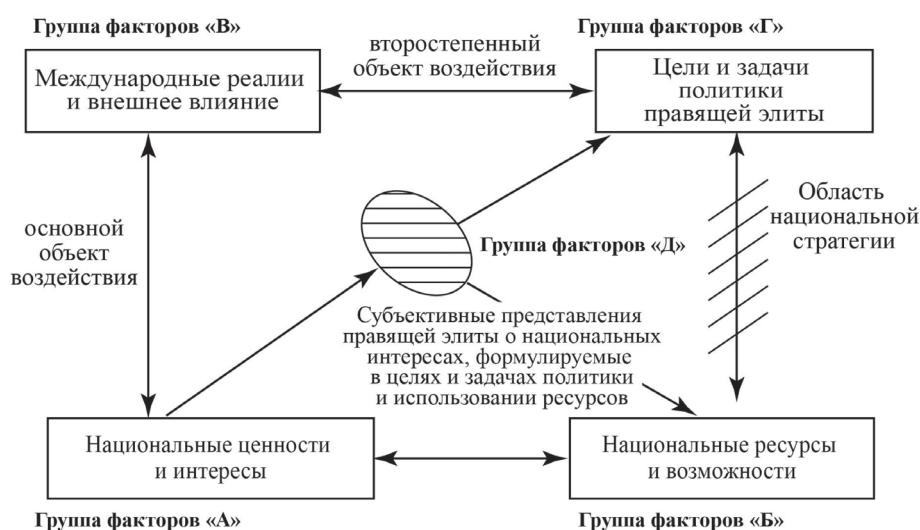 Группа факторов «В»
Группа факторов «Г»
Международные реалии
и внешнее влияние
второстепенный
объект воздействия
Цели и задачи
политики
правящей элиты
основной
объект
воздействия
Группа факторов «Д»
Область
национальной
стратегии
Субъективные представления
правящей элиты о национальных
интересах, формулируемые
в целях и задачах политики
и использовании ресурсов
Национальные ценности
и интересы
Национальные ресурсы
и возможности
Группа факторов «А»
Группа факторов «Б»